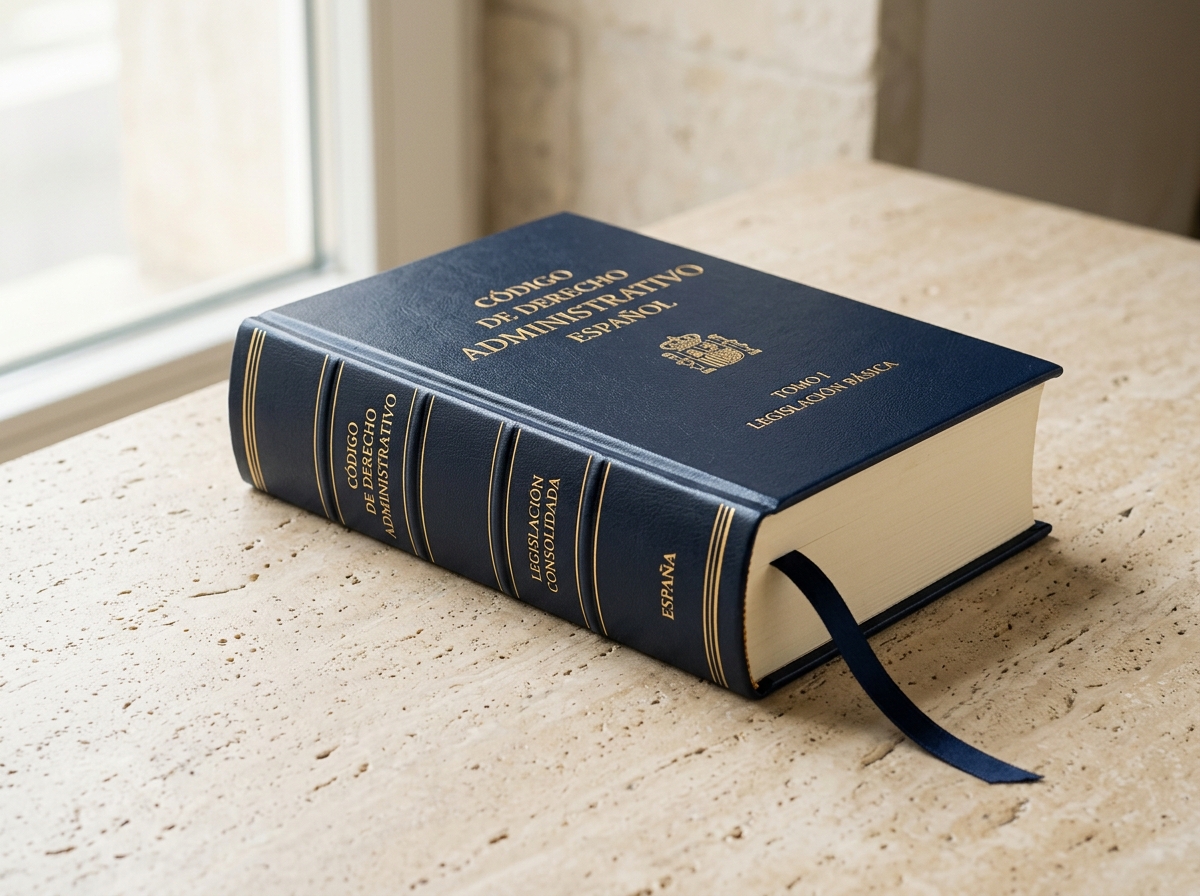 CÓDIGO
DE DERECHO
ADMINISTRATIVO
ESPAÑOL
TOMO I
LEGISLACIÓN BÁSICA
CÓDIGO
DE DERECHO
ADMINISTRATIVO
LEGISLACIÓN
CONSOLIDADA
ESPAÑA